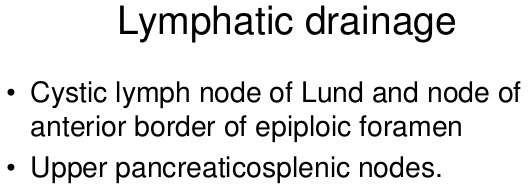 Lymphatic drainage
• Cystic lymph node of Lund and node of
anterior border of epiploic foramen
• Upper pancreaticosplenic nodes.